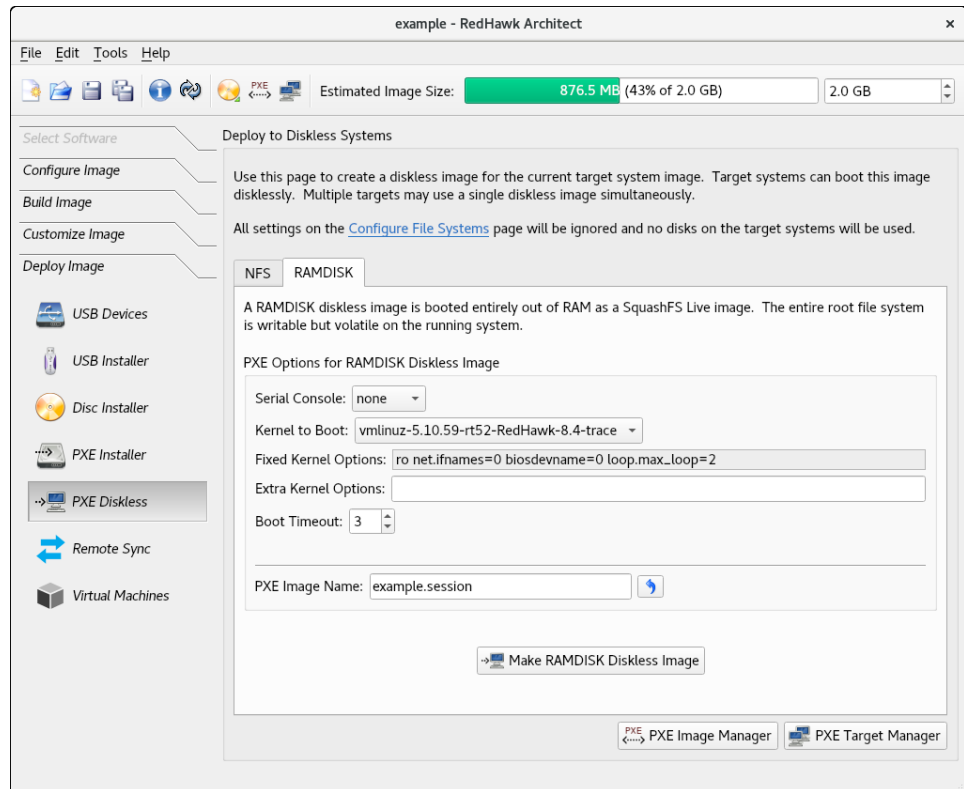 example - RedHawk Architect
File Edit Tools Help
PXE
Estimated Image Size:
876.5 MB (43% of 2.0 GB)
2.0 GB
Select Software
Configure Image
Build Image
Customize Image
Deploy Image
USB Devices
USB Installer
Disc Installer
PXE Installer
PXE Diskless
Remote Sync
Virtual Machines
Deploy to Diskless Systems
Use this page to create a diskless image for the current target system image. Target systems can boot this image
disklessly. Multiple targets may use a single diskless image simultaneously.
All settings on the Configure File Systems page will be ignored and no disks on the target systems will be used.
NFS
RAMDISK
A RAMDISK diskless image is booted entirely out of RAM as a SquashFS Live image. The entire root file system
is writable but volatile on the running system.
PXE Options for RAMDISK Diskless Image
Serial Console: none
Kernel to Boot: vmlinuz-5.10.59-rt52-RedHawk-8.4-trace
Fixed Kernel Options: ro net.ifnames=0 biosdevname=0 loop.max_loop=2
Extra Kernel Options:
Boot Timeout: 3
PXE Image Name: example.session
Make RAMDISK Diskless Image
PXE PXE Image Manager
PXE Target Manager